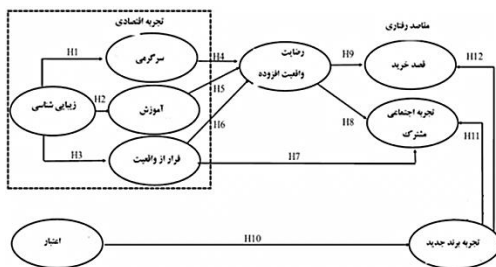 تجربه اقتصادی
مقاصد رفتاری
H1
سرگرمی
H4
رضایت
واقعیت افزوده
H9
قصد خرید
H12
زیبایی شناسی
H2
آموزش
H5
H6
H8
تجربه اجتماعی
مشترک
H11
H3
فرار از واقعیت
H7
اعتبار
H10
تجربه برند جدید